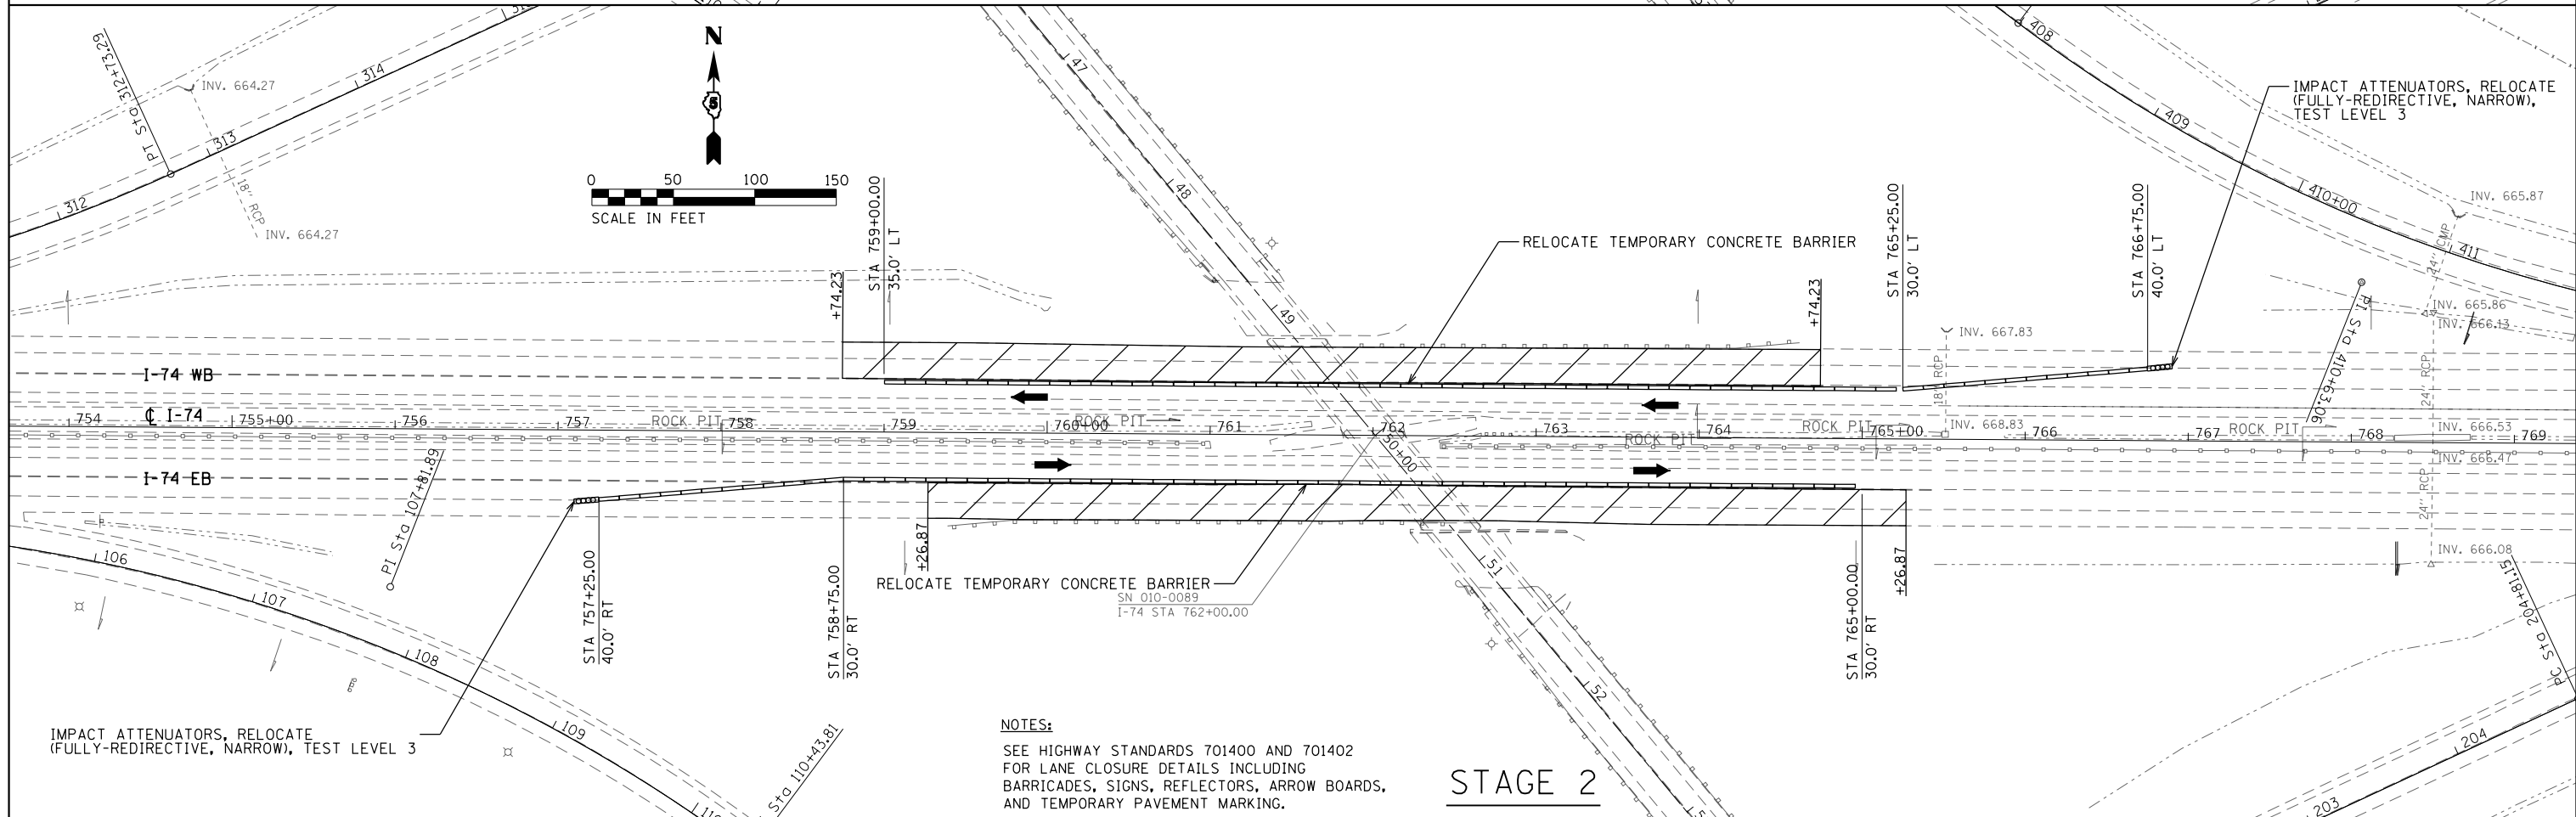 PT Sta 312+73.29
INV. 664.27
18" RCP
INV. 664.27
312
313
314
N
5
0 50 100 150
SCALE IN FEET
47
48
49
50+00
51
52
408
409
410+00
411
IMPACT ATTENUATORS, RELOCATE
(FULLY-REDIRECTIVE, NARROW),
TEST LEVEL 3
INV. 665.87
24" CMP
INV. 665.86
INV. 666.13
PI Sta 410+63.06
24" RCP
INV. 666.53
INV. 666.47
24" RCP
INV. 666.08
+74.23
STA 759+00.00
35.0' LT
RELOCATE TEMPORARY CONCRETE BARRIER
+74.23
STA 765+25.00
30.0' LT
STA 766+75.00
40.0' LT
INV. 667.83
18" RCP
INV. 668.83
I-74 WB
℄ I-74
I-74 EB
754 755+00 756 757 758 759 760+00 761 762 763 764 765+00 766 767 768 769
ROCK PIT
ROCK PIT
ROCK PIT
ROCK PIT
ROCK PIT
PI Sta 107+81.89
106
107
108
109
STA 757+25.00
40.0' RT
STA 758+75.00
30.0' RT
+26.87
RELOCATE TEMPORARY CONCRETE BARRIER
SN 010-0089
I-74 STA 762+00.00
STA 765+00.00
30.0' RT
+26.87
PC Sta 204+81.15
204
203
IMPACT ATTENUATORS, RELOCATE
(FULLY-REDIRECTIVE, NARROW), TEST LEVEL 3
Sta 110+43.81
NOTES:
SEE HIGHWAY STANDARDS 701400 AND 701402
FOR LANE CLOSURE DETAILS INCLUDING
BARRICADES, SIGNS, REFLECTORS, ARROW BOARDS,
AND TEMPORARY PAVEMENT MARKING.
STAGE 2